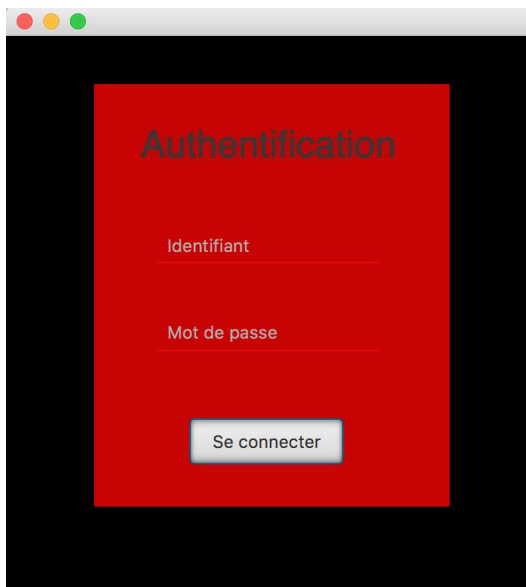 Authentification
Identifiant
Mot de passe
Se connecter